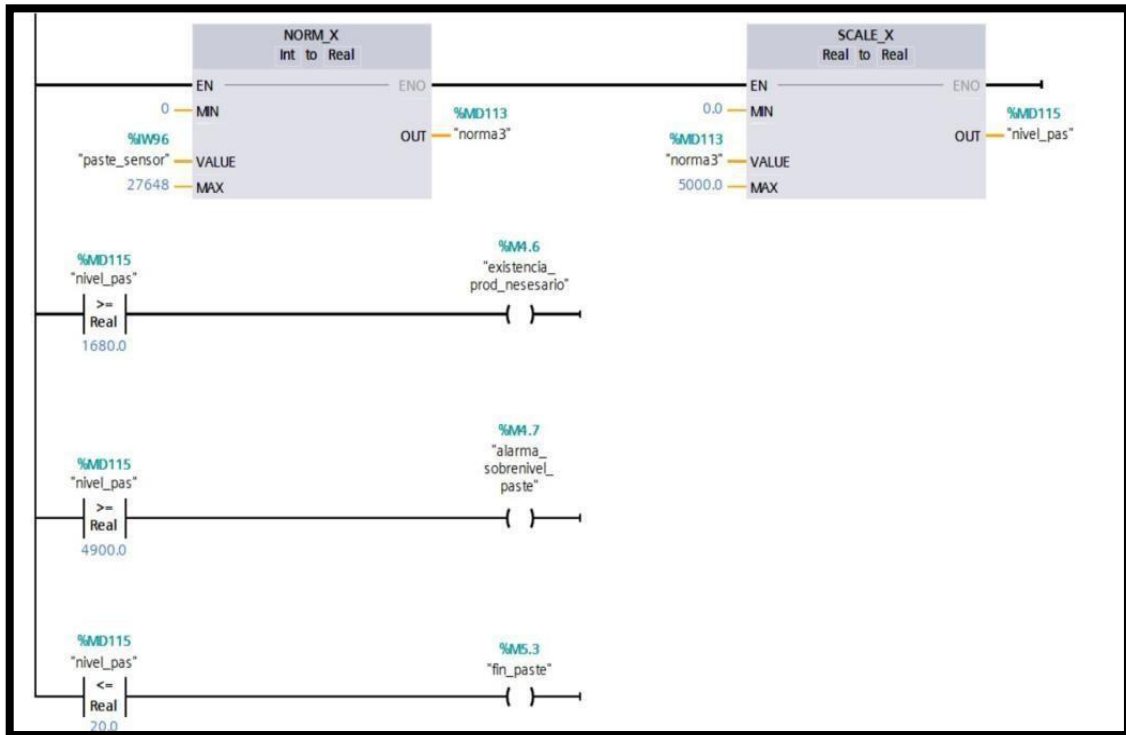 NORM_X
Int to Real
EN
ENO
0
MIN
%MD113
"norma3"
OUT
%IW96
"paste_sensor"
VALUE
27648
MAX
SCALE_X
Real to Real
EN
ENO
0.0
MIN
%MD115
"nivel_pas"
OUT
%MD113
"norma3"
VALUE
5000.0
MAX
%MD115
"nivel_pas"
>=
Real
1680.0
%M4.6
"existencia_
prod_nesesario"
%MD115
"nivel_pas"
>=
Real
4900.0
%M4.7
"alarma_
sobrenivel_
paste"
%MD115
"nivel_pas"
<=
Real
20.0
%M5.3
"fin_paste"